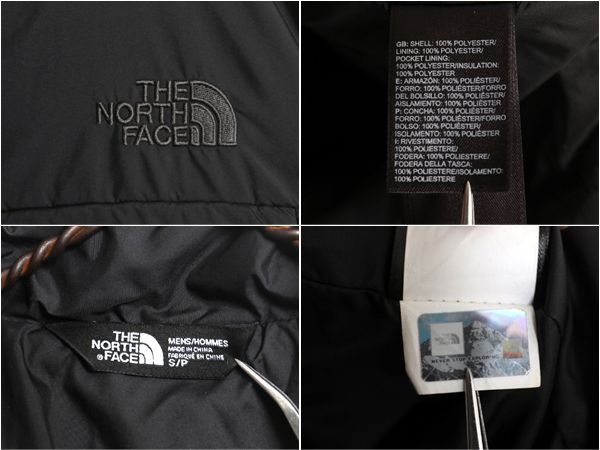 THE
NORTH
FACE
GB: SHELL: 100% POLYESTER/
LINING: 100% POLYESTER/
POCKET LINING:
100% POLYESTER/INSULATION:
100% POLYESTER
E: ARMAZÓN: 100% POLIÉSTER/
FORRO: 100% POLIÉSTER/FORRO
DEL BOLSILLO: 100% POLIÉSTER/
AISLAMIENTO: 100% POLIÉSTER
P: CONCHA: 100% POLIÉSTER/
FORRO: 100% POLIÉSTER/FORRO
BOLSO: 100% POLIÉSTER/
ISOLAMENTO: 100% POLIÉSTER
I: RIVESTIMENTO:
100% POLIESTERE/
FODERA: 100% POLIESTERE/
FODERA DELLA TASCA:
100% POLIESTERE/ISOLAMENTO:
100% POLIESTERE
THE
NORTH
®FACE
MENS/HOMMES
MADE IN CHINA
FABRIQUÉ EN CHINE
S/P
NEVER STOP EXPLORING